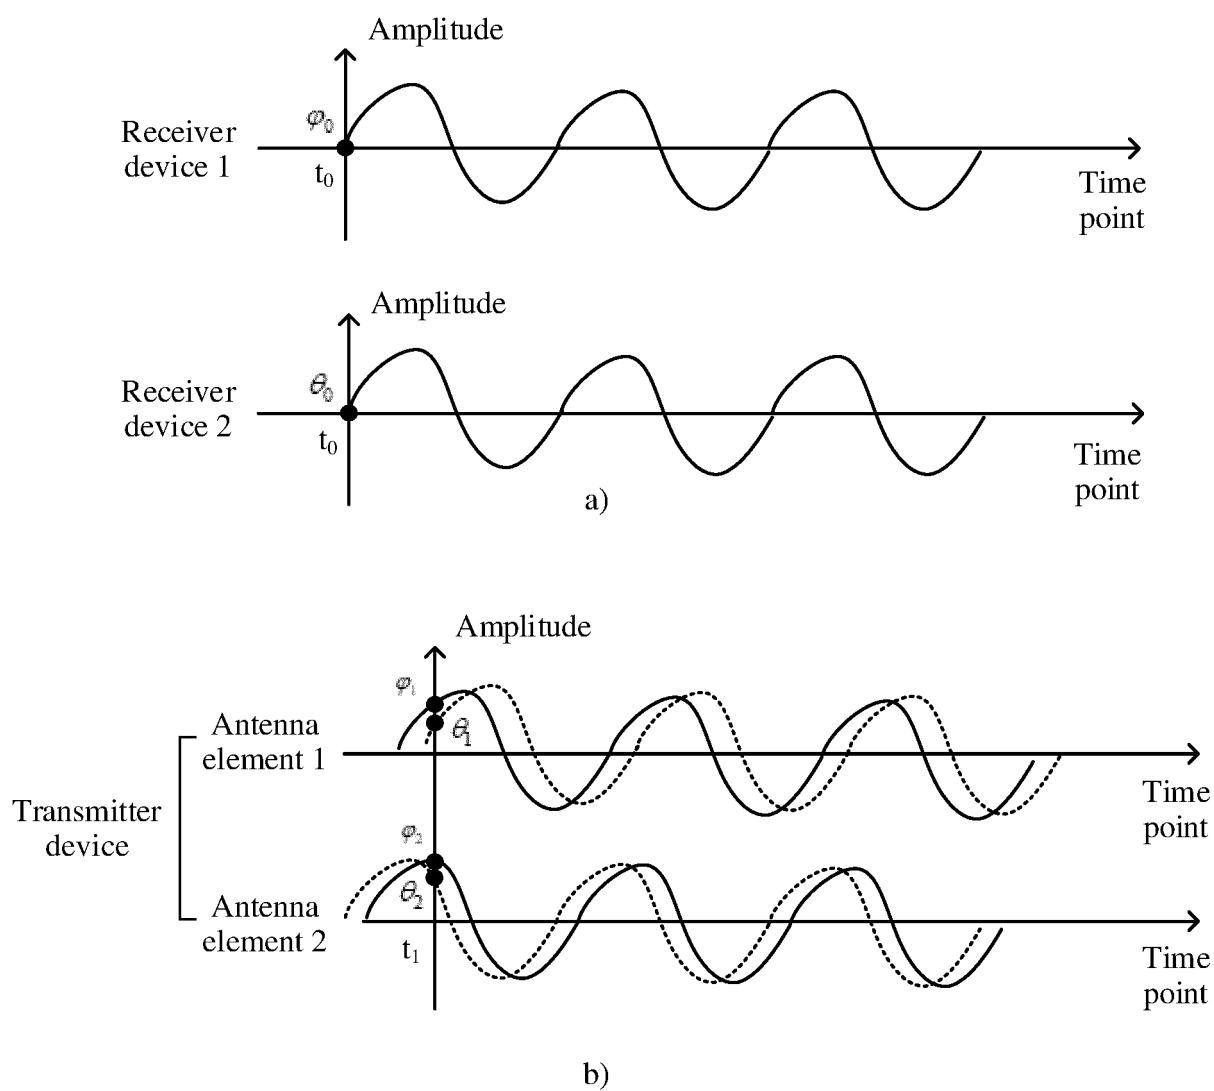 Amplitude
φ₀
Receiver
device 1
t₀
Time
point
Amplitude
θ₀
Receiver
device 2
t₀
Time
point
a)
Amplitude
φ₁
Antenna
element 1
θ₁
Time
point
Transmitter
device
φ₂
θ₂
Antenna
element 2
t₁
Time
point
b)